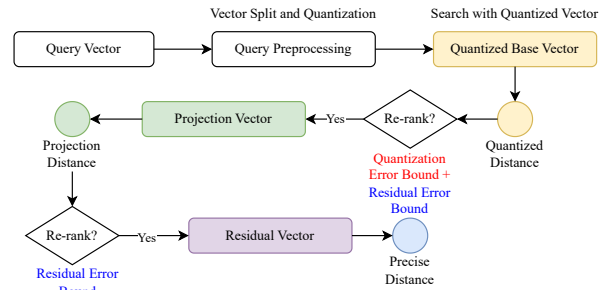 Vector Split and Quantization
Search with Quantized Vector
Query Vector
Query Preprocessing
Quantized Base Vector
Projection Vector
Yes
Re-rank?
Projection
Distance
Quantized
Distance
Quantization
Error Bound +
Residual Error
Bound
Re-rank?
Yes
Residual Vector
Residual Error
Bound
Precise
Distance